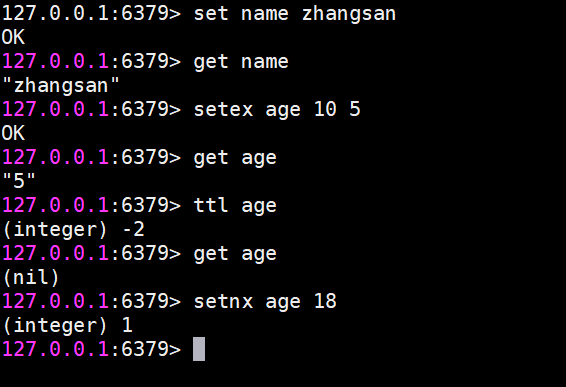 127.0.0.1:6379> set name zhangsan
OK
127.0.0.1:6379> get name
"zhangsan"
127.0.0.1:6379> setex age 10 5
OK
127.0.0.1:6379> get age
"5"
127.0.0.1:6379> ttl age
(integer) -2
127.0.0.1:6379> get age
(nil)
127.0.0.1:6379> setnx age 18
(integer) 1
127.0.0.1:6379>